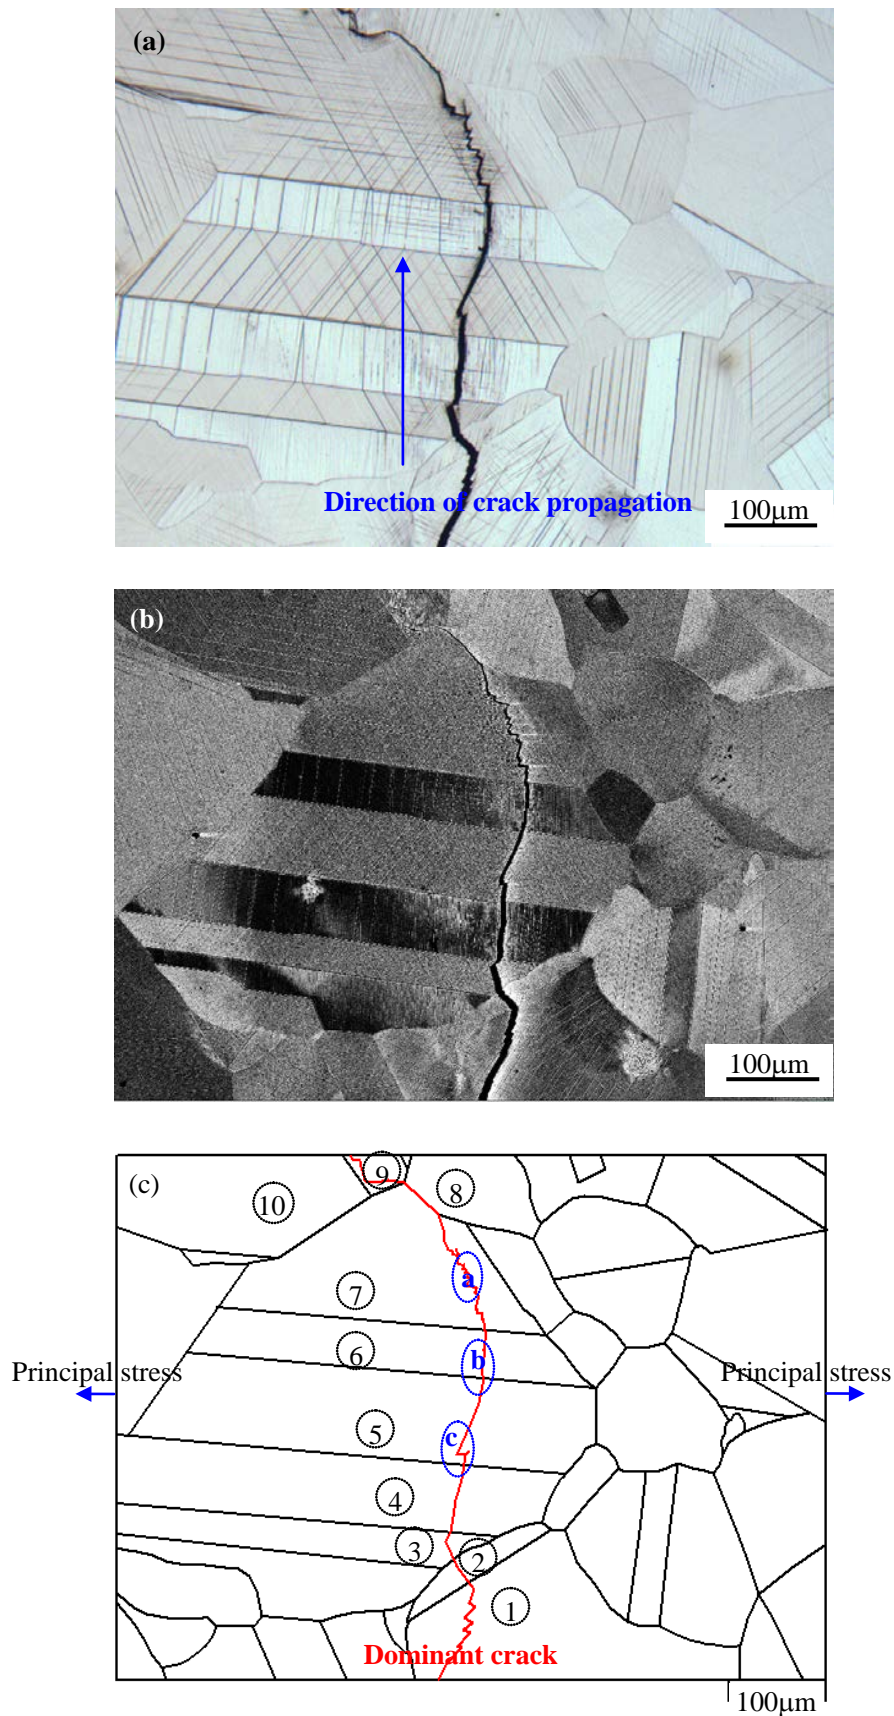 (a)
Direction of crack propagation
100μm
(b)
100μm
(c)
9
8
10
a
7
6
b
Principal stress
Principal stress
5
c
4
3
2
1
Dominant crack
100μm